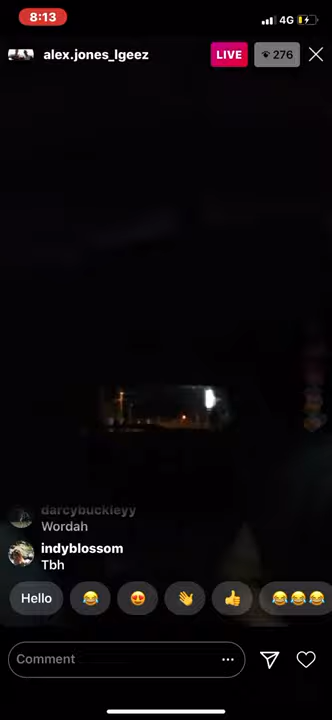 8:13
4G
alex.jones_lgeez
LIVE
276
darcybuckleyy
Wordah
indyblossom
Tbh
Hello
Comment